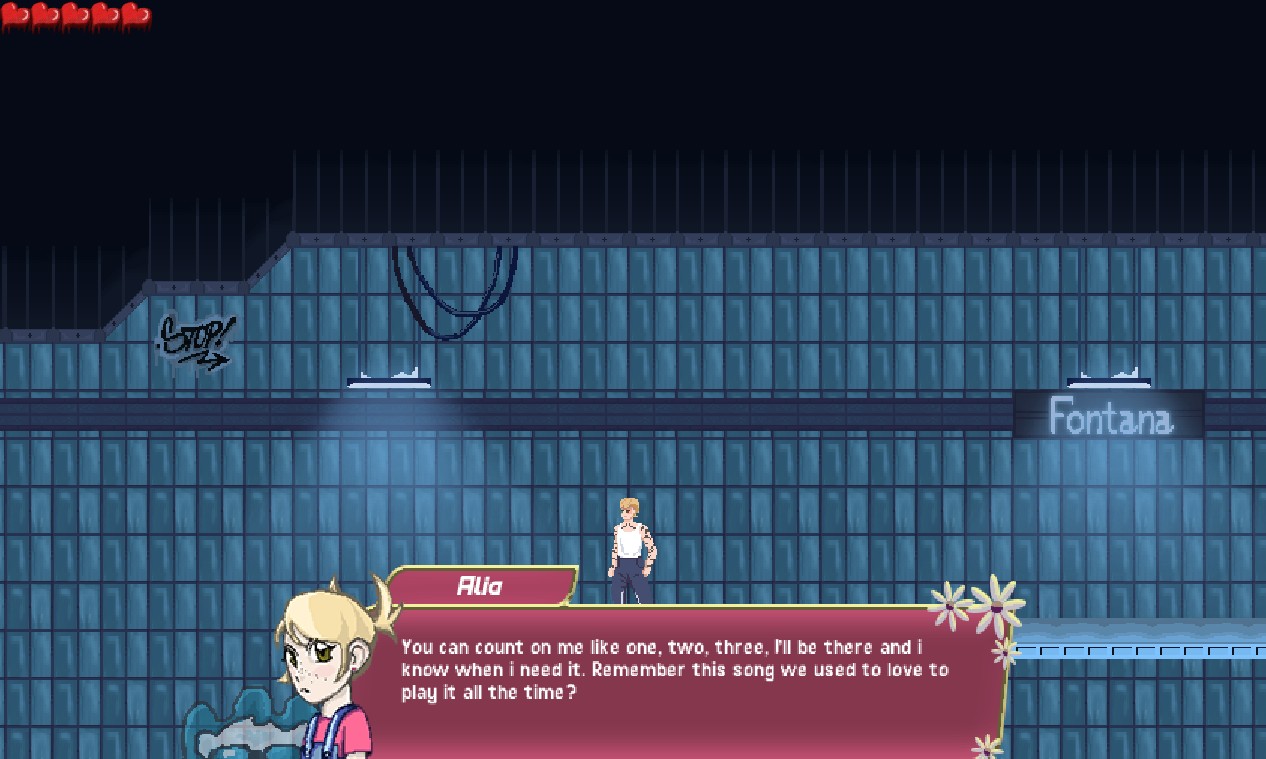 STOP!
Fontana
Alia
You can count on me like one, two, three, I'll be there and i
know when i need it. Remember this song we used to love to
play it all the time?